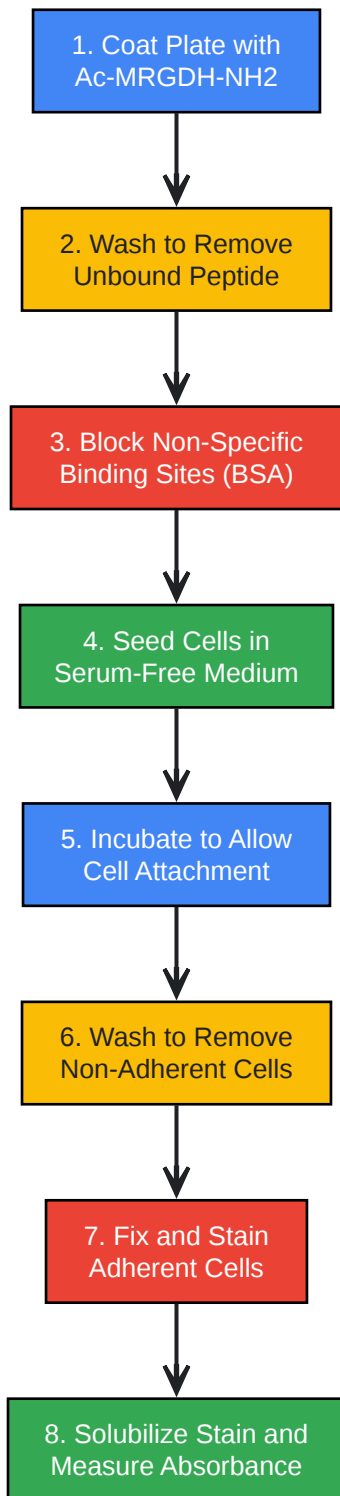 1. Coat Plate with
Ac-MRGDH-NH2
2. Wash to Remove
Unbound Peptide
3. Block Non-Specific
Binding Sites (BSA)
4. Seed Cells in
Serum-Free Medium
5. Incubate to Allow
Cell Attachment
6. Wash to Remove
Non-Adherent Cells
7. Fix and Stain
Adherent Cells
8. Solubilize Stain and
Measure Absorbance